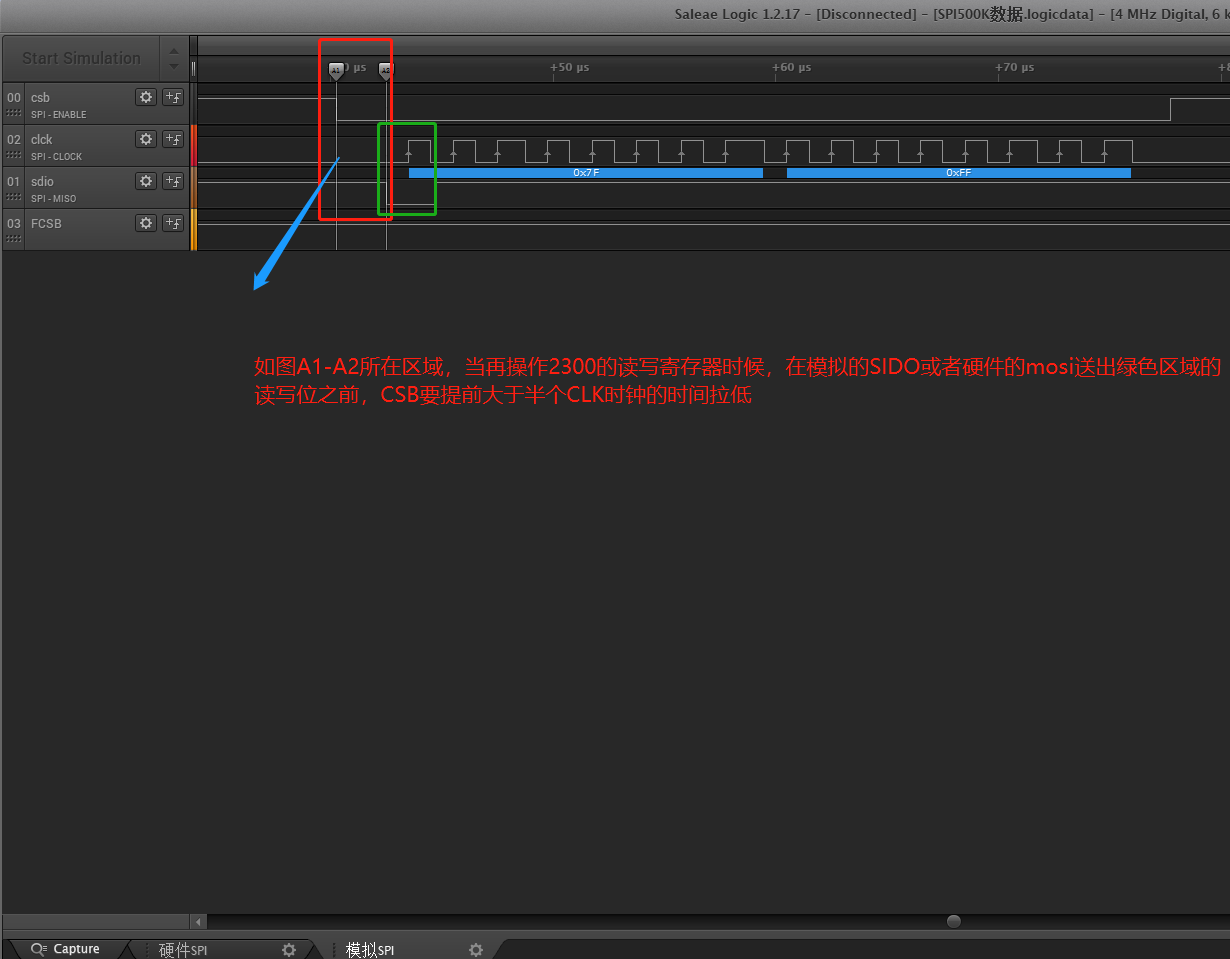 Saleae Logic 1.2.17 - [Disconnected] - [SPI500K数据.logicdata] - [4 MHz Digital, 6 k
Start Simulation
0 µs
+50 µs
+60 µs
+70 µs
A1
A2
00 csb
SPI - ENABLE
02 clck
SPI - CLOCK
0x7F
0xFF
01 sdio
SPI - MISO
03 FCSB
如图A1-A2所在区域，当再操作2300的读写寄存器时候，在模拟的SIDO或者硬件的mosi送出绿色区域的
读写位之前，CSB要提前大于半个CLK时钟的时间拉低
Capture
硬件SPI
模拟SPI